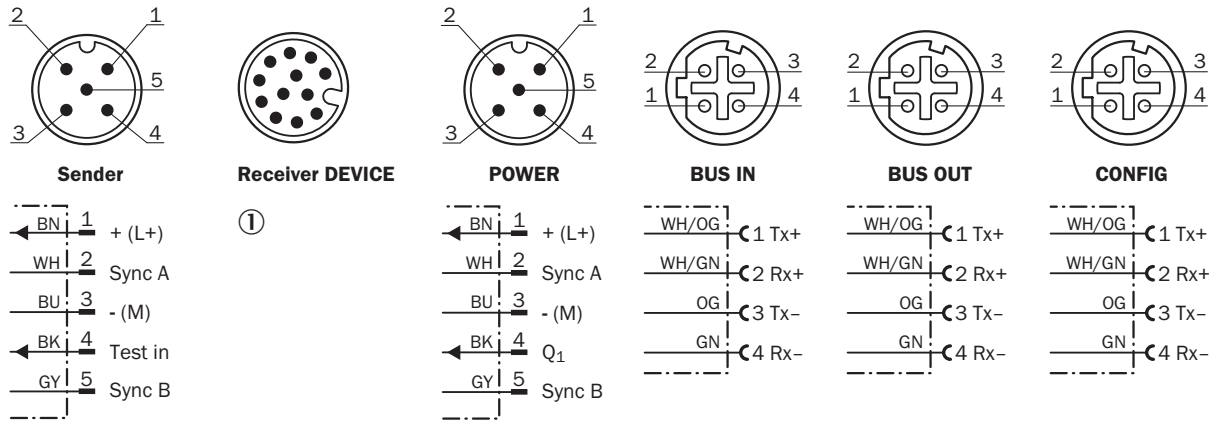 2 1
5
3 4
Sender
BN 1 + (L+)
WH 2 Sync A
BU 3 - (M)
BK 4 Test in
GY 5 Sync B
Receiver DEVICE
①
2 1
5
3 4
POWER
BN 1 + (L+)
WH 2 Sync A
BU 3 - (M)
BK 4 Q1
GY 5 Sync B
2 3
1 4
BUS IN
WH/OG 1 Tx+
WH/GN 2 Rx+
OG 3 Tx–
GN 4 Rx–
2 3
1 4
BUS OUT
WH/OG 1 Tx+
WH/GN 2 Rx+
OG 3 Tx–
GN 4 Rx–
2 3
1 4
CONFIG
WH/OG 1 Tx+
WH/GN 2 Rx+
OG 3 Tx–
GN 4 Rx–